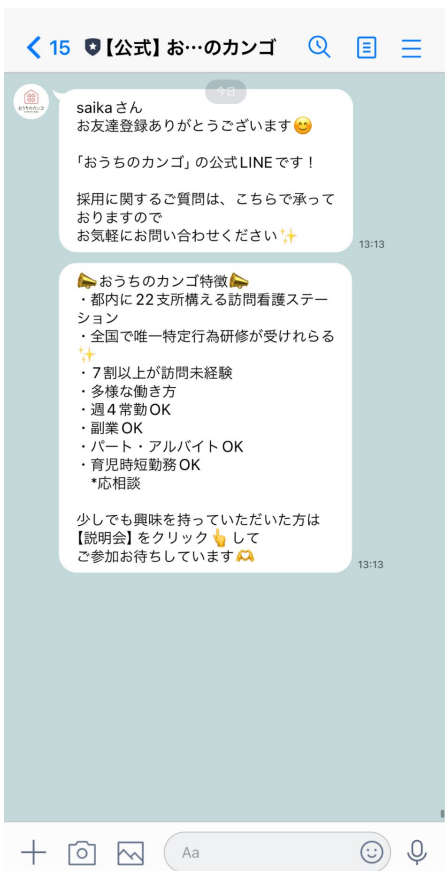 15 【公式】お…のカンゴ
今日
おうちのカンゴ
saikaさん
お友達登録ありがとうございます😊
「おうちのカンゴ」の公式LINEです！
採用に関するご質問は、こちらで承って
おりますので
お気軽にお問い合わせください✨
13:13
📣おうちのカンゴ特徴📣
・都内に22支所構える訪問看護ステー
ション
・全国で唯一特定行為研修が受けれらる
✨
・7割以上が訪問未経験
・多様な働き方
・週4常勤OK
・副業OK
・パート・アルバイトOK
・育児時短勤務OK
*応相談
少しでも興味を持っていただいた方は
【説明会】をクリック👆して
ご参加お待ちしています🫶
13:13
Aa